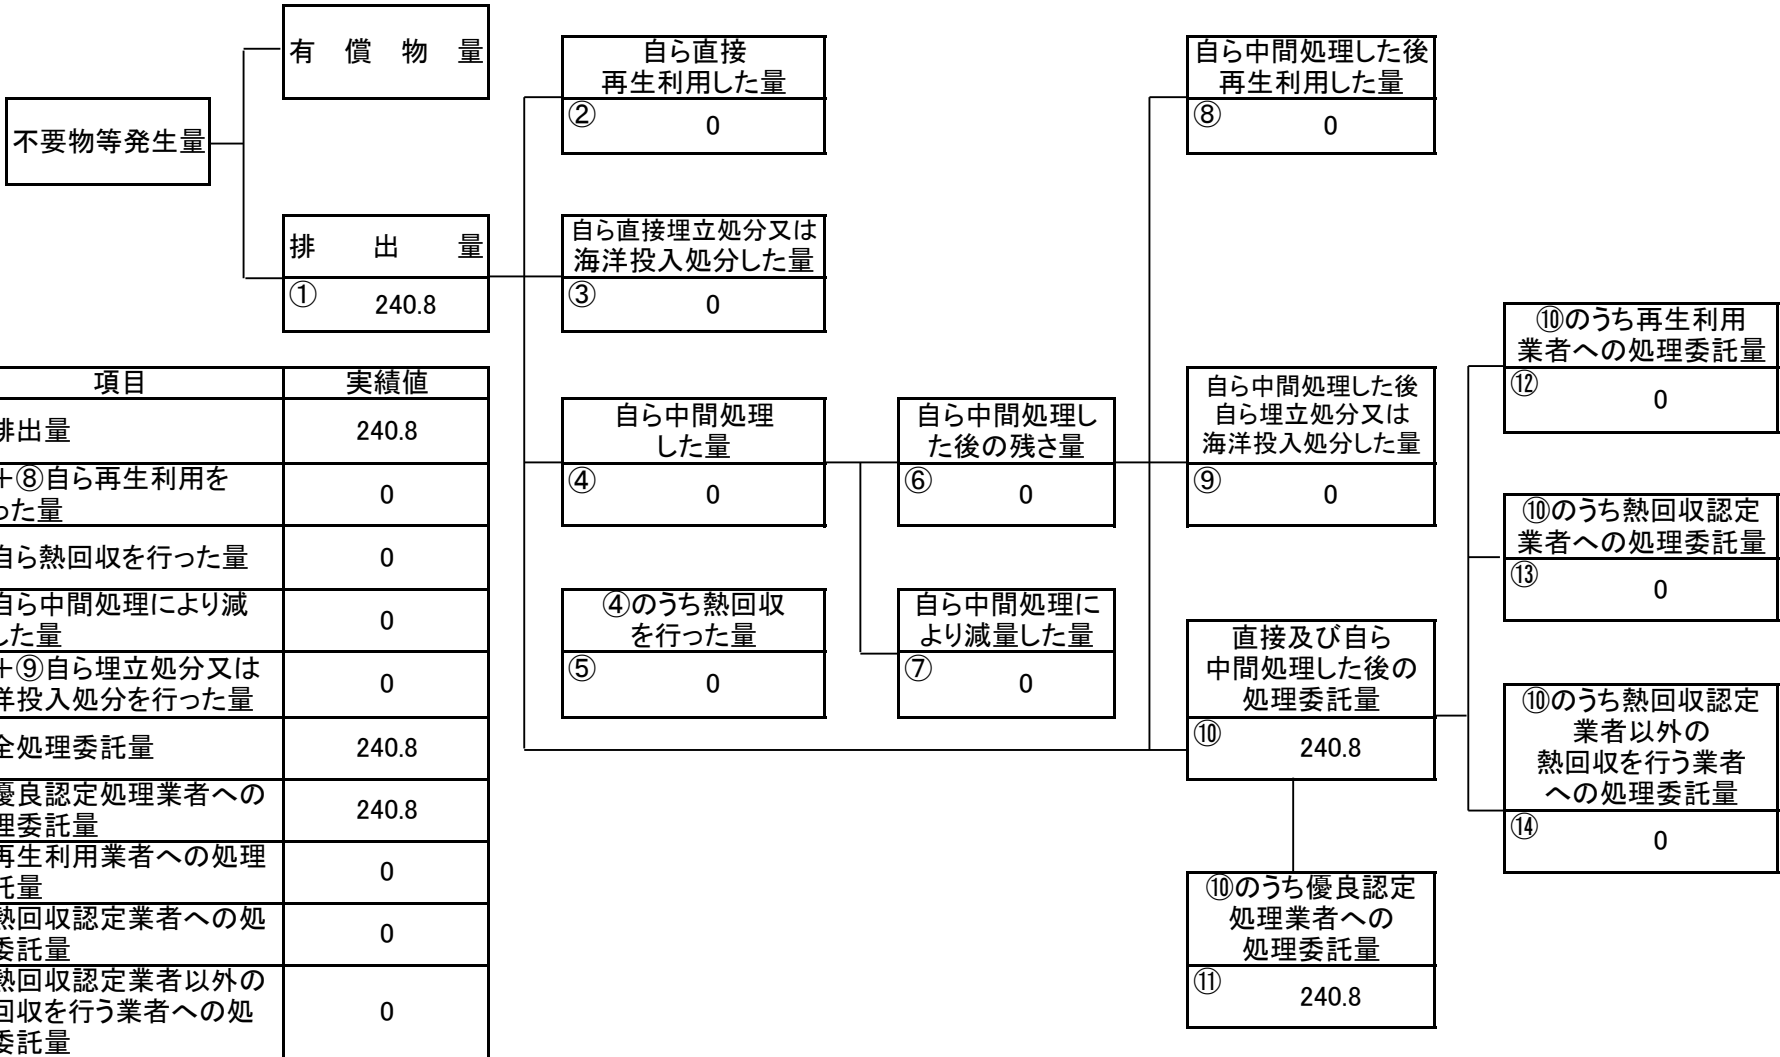 有償物量
不要物等発生量
排出量
①
240.8
自ら直接
再生利用した量
②
0
自ら直接埋立処分又は
海洋投入処分した量
③
0
自ら中間処理
した量
④
0
④のうち熱回収
を行った量
⑤
0
自ら中間処理し
た後の残さ量
⑥
0
自ら中間処理に
より減量した量
⑦
0
自ら中間処理した後
再生利用した量
⑧
0
自ら中間処理した後
自ら埋立処分又は
海洋投入処分した量
⑨
0
直接及び自ら
中間処理した後の
処理委託量
⑩
240.8
⑩のうち優良認定
処理業者への
処理委託量
⑪
240.8
⑩のうち再生利用
業者への処理委託量
⑫
0
⑩のうち熱回収認定
業者への処理委託量
⑬
0
⑩のうち熱回収認定
業者以外の
熱回収を行う業者
への処理委託量
⑭
0
項目 実績値
排出量 240.8
+⑧自ら再生利用を
った量
0
自ら熱回収を行った量 0
自ら中間処理により減
した量
0
+⑨自ら埋立処分又は
洋投入処分を行った量
0
全処理委託量 240.8
優良認定処理業者への
理委託量
240.8
再生利用業者への処理
託量
0
熱回収認定業者への処
委託量
0
熱回収認定業者以外の
回収を行う業者への処
委託量
0